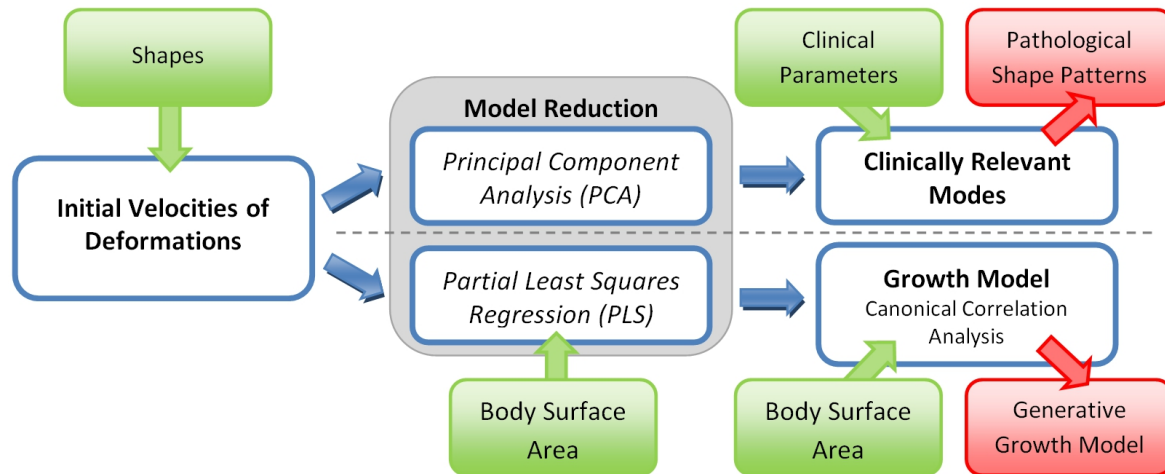 Shapes
Clinical
Parameters
Pathological
Shape Patterns
Model Reduction
Initial Velocities of
Deformations
Principal Component
Analysis (PCA)
Clinically Relevant
Modes
Partial Least Squares
Regression (PLS)
Growth Model
Canonical Correlation
Analysis
Body Surface
Area
Body Surface
Area
Generative
Growth Model